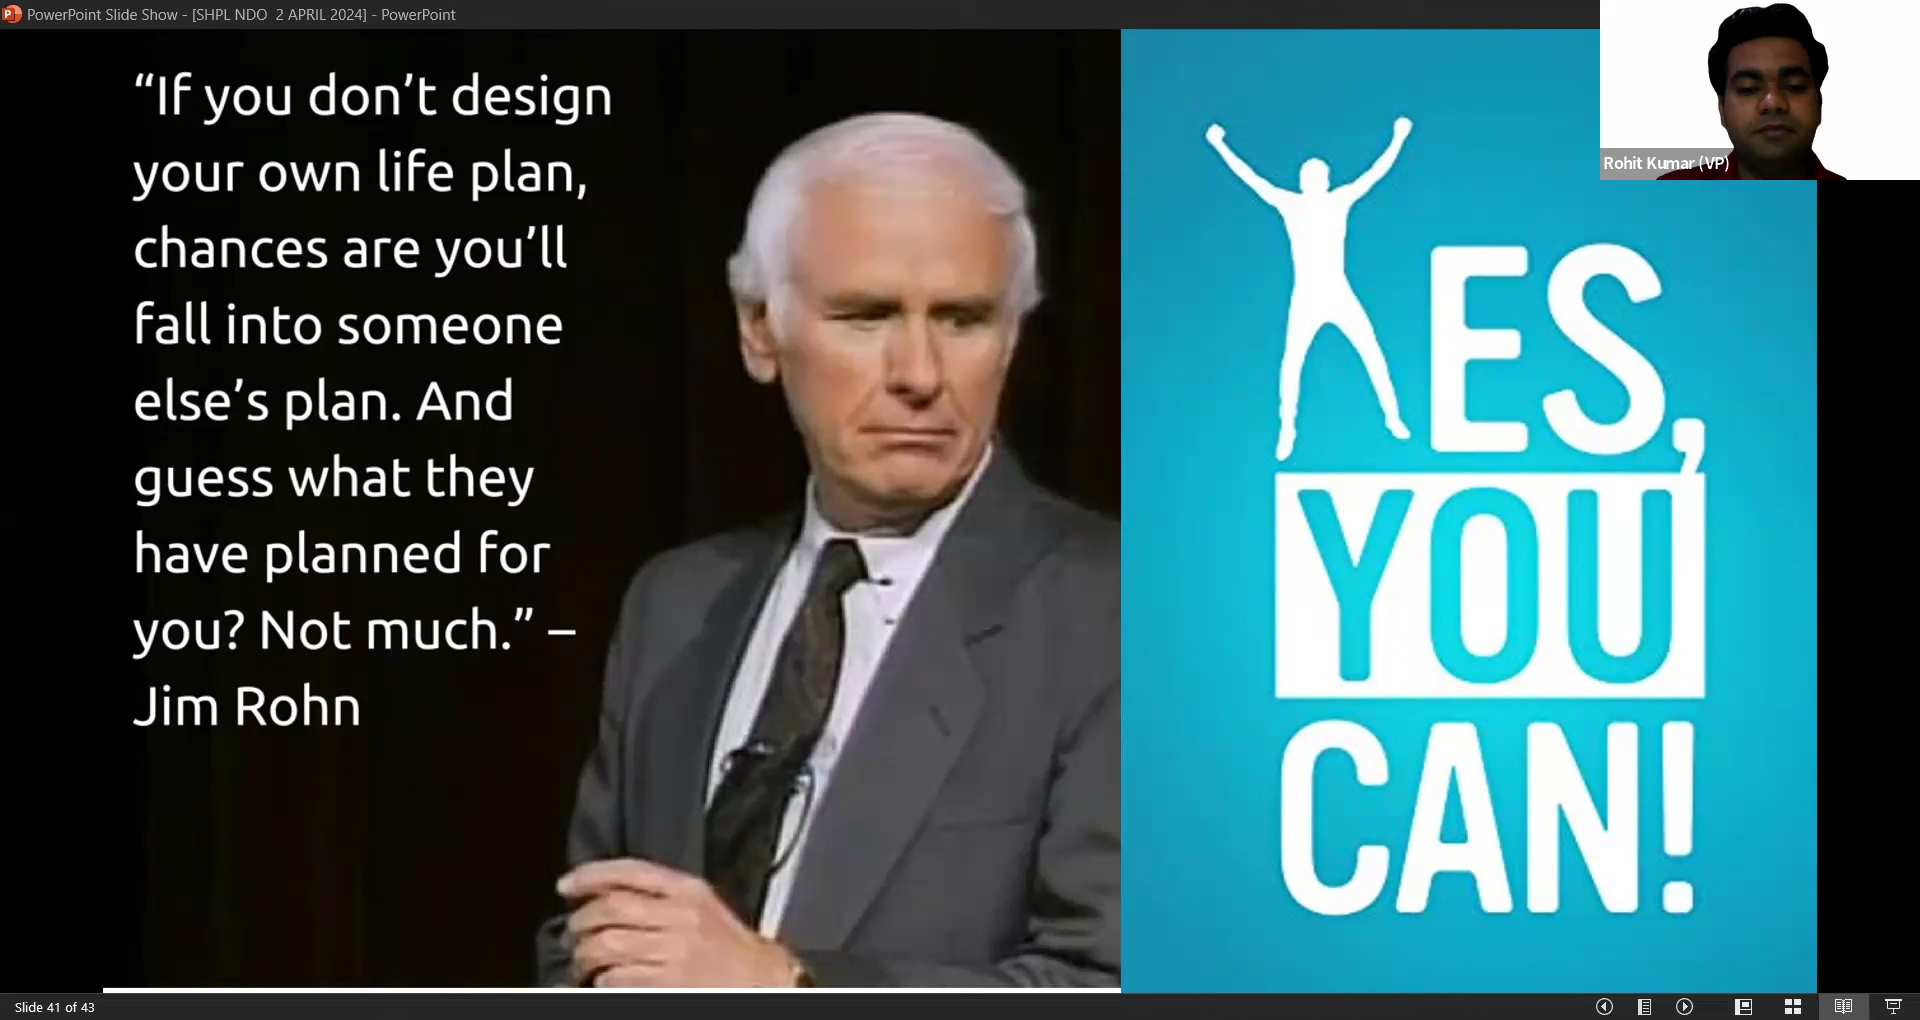 PowerPoint Slide Show - [SHPL NDO  2 APRIL 2024] - PowerPoint
“If you don’t design
your own life plan,
chances are you’ll
fall into someone
else’s plan. And
guess what they
have planned for
you? Not much.” –
Jim Rohn
YES,
YOU
CAN!
Rohit Kumar (VP)
Slide 41 of 43